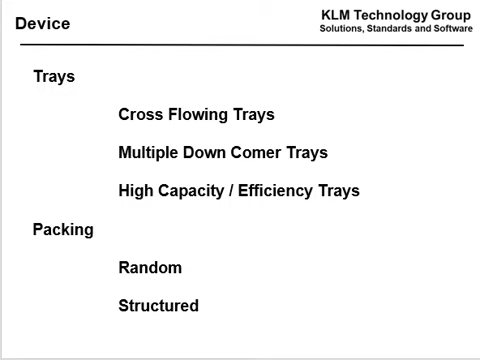 Device
KLM Technology Group
Solutions, Standards and Software
Trays
Cross Flowing Trays
Multiple Down Comer Trays
High Capacity / Efficiency Trays
Packing
Random
Structured